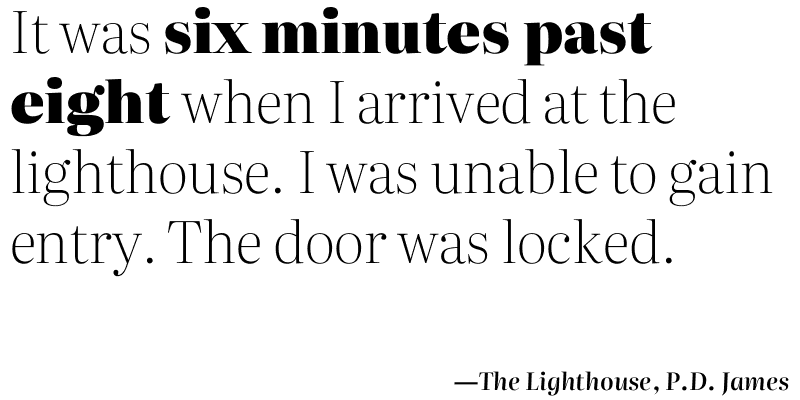 It was six minutes past
eight when I arrived at the
lighthouse. I was unable to gain
entry. The door was locked.
—The Lighthouse, P.D. James